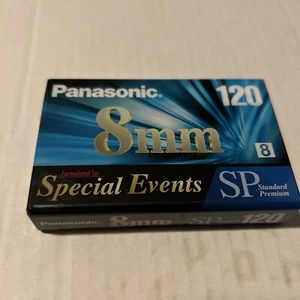 Panasonic 120
8mm
8
Formulated for
Special Events
SP Standard
Premium
Panasonic 8mm SP 120